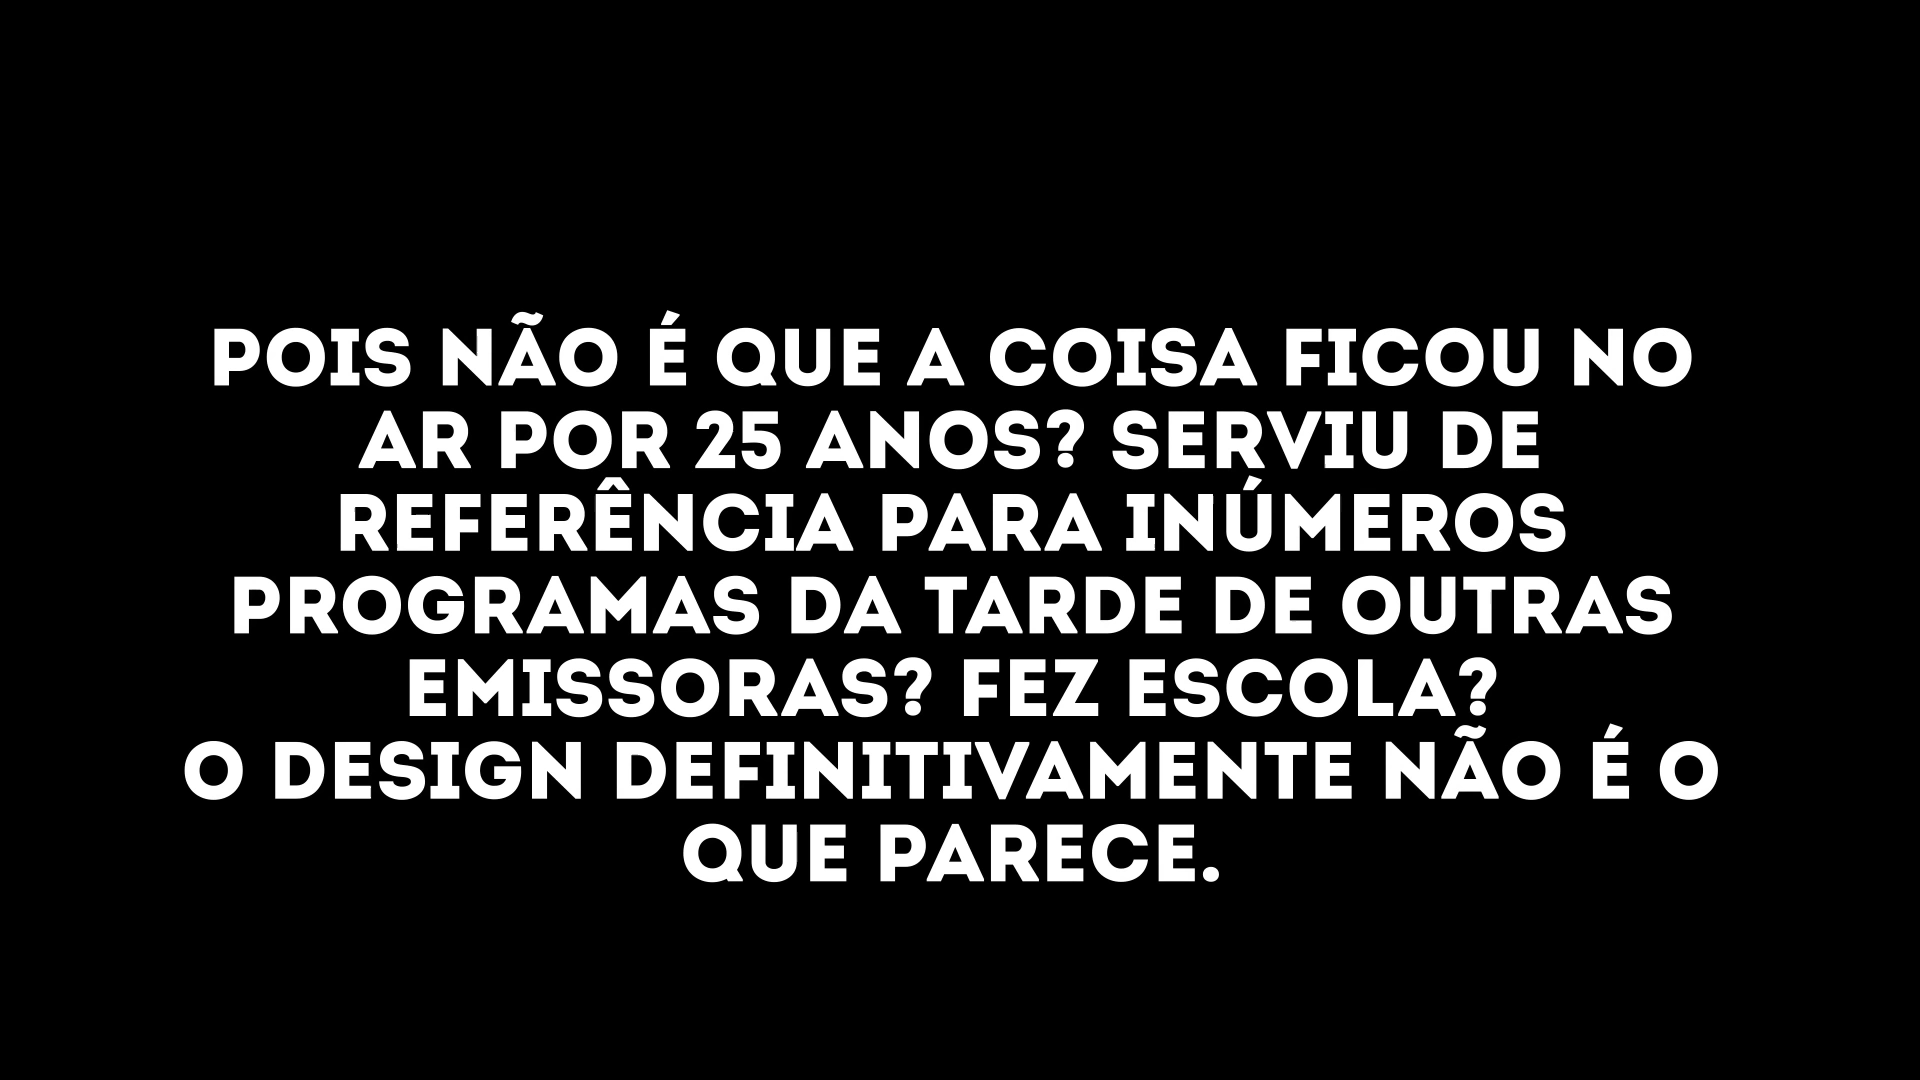 POIS NÃO É QUE A COISA FICOU NO
AR POR 25 ANOS? SERVIU DE
REFERÊNCIA PARA INÚMEROS
PROGRAMAS DA TARDE DE OUTRAS
EMISSORAS? FEZ ESCOLA?
O DESIGN DEFINITIVAMENTE NÃO É O
QUE PARECE.